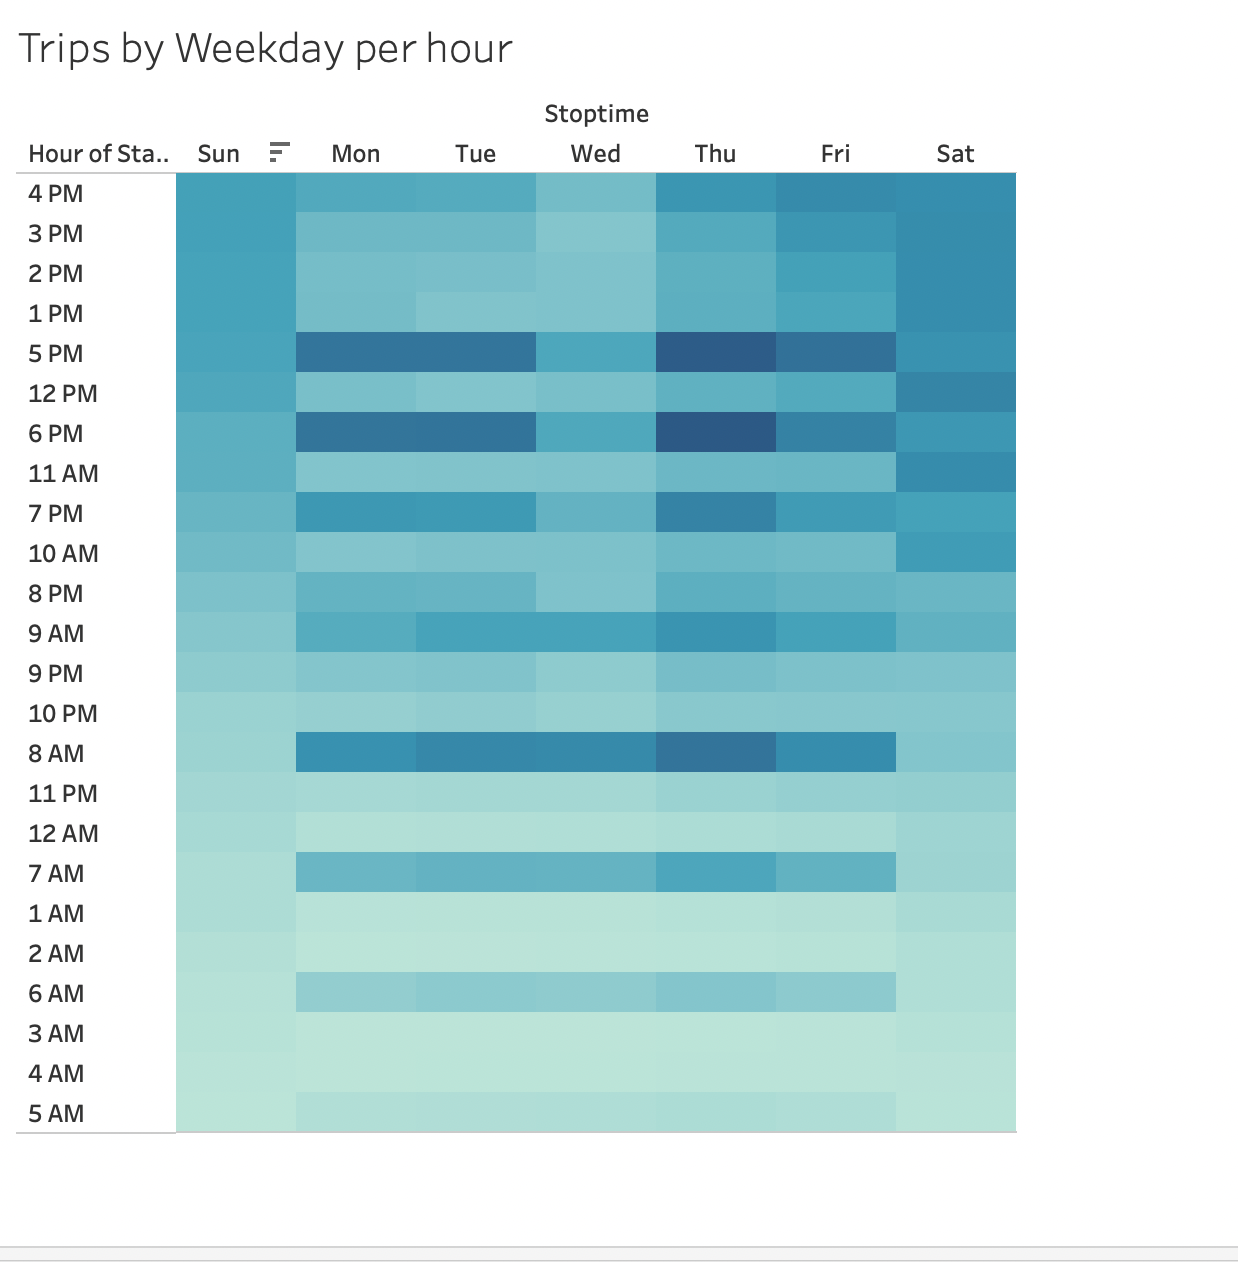 Trips by Weekday per hour
Stoptime
Hour of Sta.. Sun Mon Tue Wed Thu Fri Sat
4 PM
3 PM
2 PM
1 PM
5 PM
12 PM
6 PM
11 AM
7 PM
10 AM
8 PM
9 AM
9 PM
10 PM
8 AM
11 PM
12 AM
7 AM
1 AM
2 AM
6 AM
3 AM
4 AM
5 AM